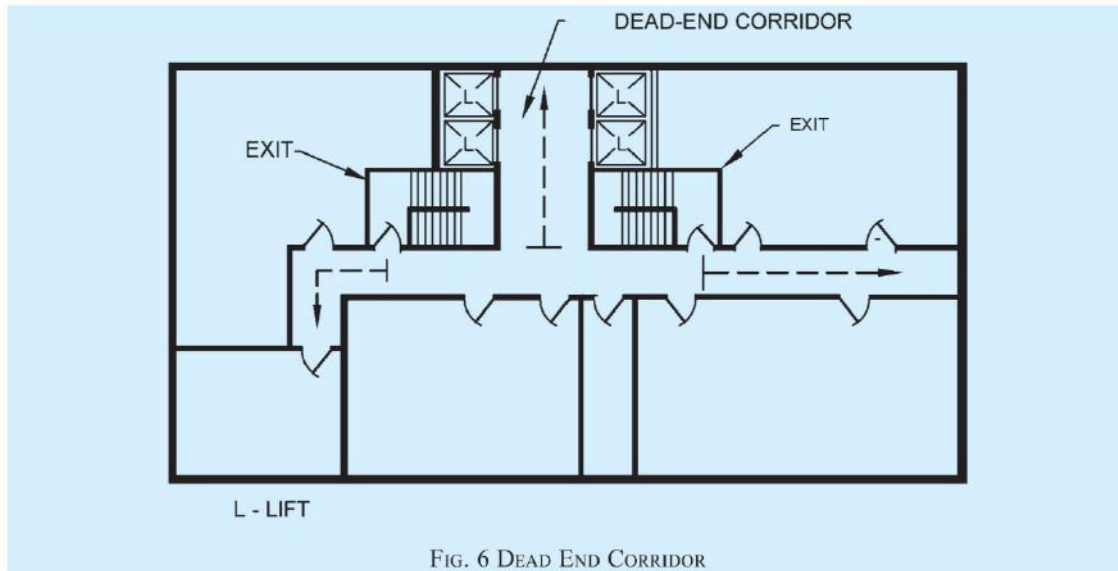 DEAD-END CORRIDOR
L
L
L
L
EXIT
EXIT
L - LIFT
FIG. 6 DEAD END CORRIDOR